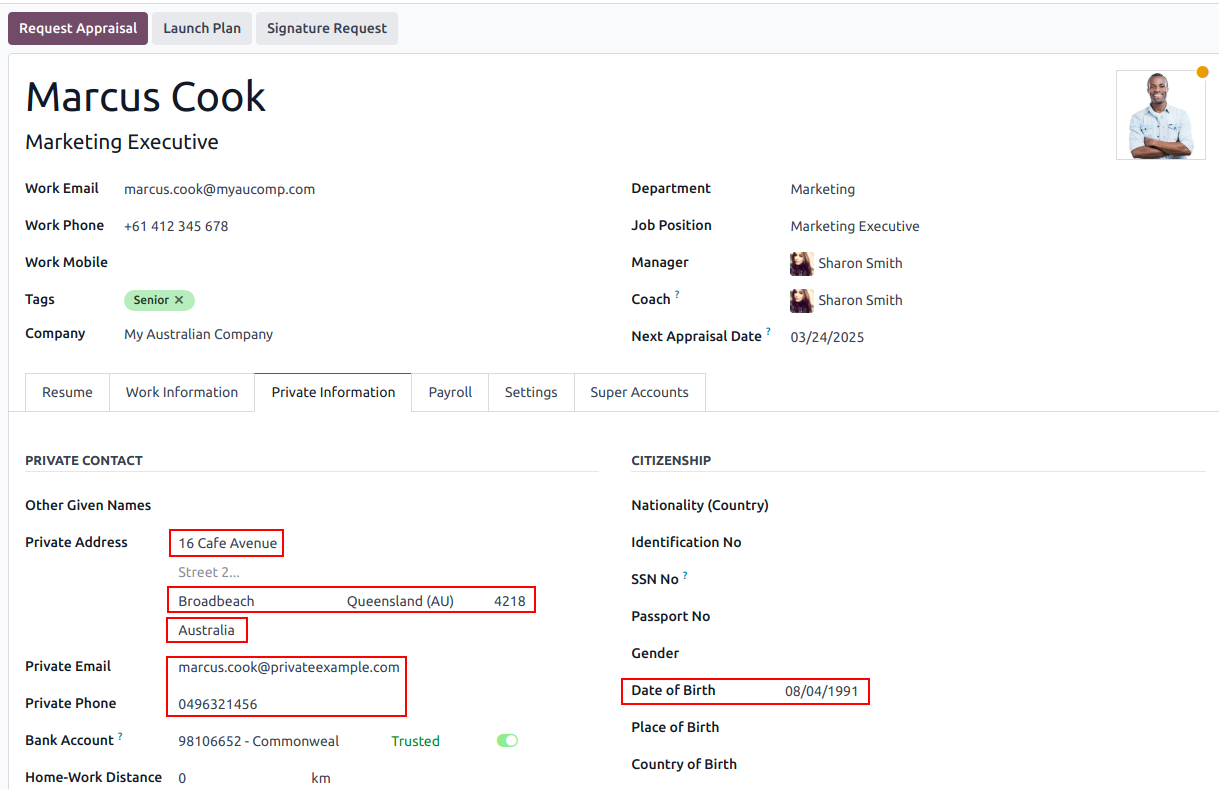 Request Appraisal Launch Plan Signature Request
Marcus Cook
Marketing Executive
Work Email marcus.cook@myaucomp.com
Work Phone +61 412 345 678
Work Mobile
Tags Senior ✕
Company My Australian Company
Department Marketing
Job Position Marketing Executive
Manager Sharon Smith
Coach ? Sharon Smith
Next Appraisal Date ? 03/24/2025
Resume Work Information Private Information Payroll Settings Super Accounts
PRIVATE CONTACT
Other Given Names
Private Address 16 Cafe Avenue
Street 2...
Broadbeach Queensland (AU) 4218
Australia
Private Email marcus.cook@privateexample.com
Private Phone 0496321456
Bank Account ? 98106652 - Commonweal Trusted
Home-Work Distance 0 km
CITIZENSHIP
Nationality (Country)
Identification No
SSN No ?
Passport No
Gender
Date of Birth 08/04/1991
Place of Birth
Country of Birth